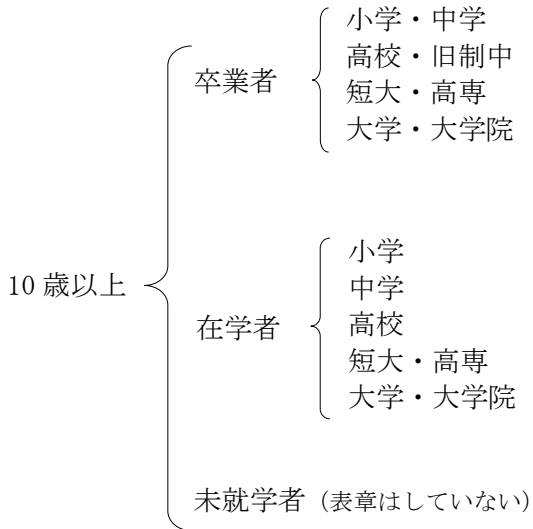 10 歳以上
卒業者
小学・中学
高校・旧制中
短大・高専
大学・大学院
在学者
小学
中学
高校
短大・高専
大学・大学院
未就学者（表章はしていない）